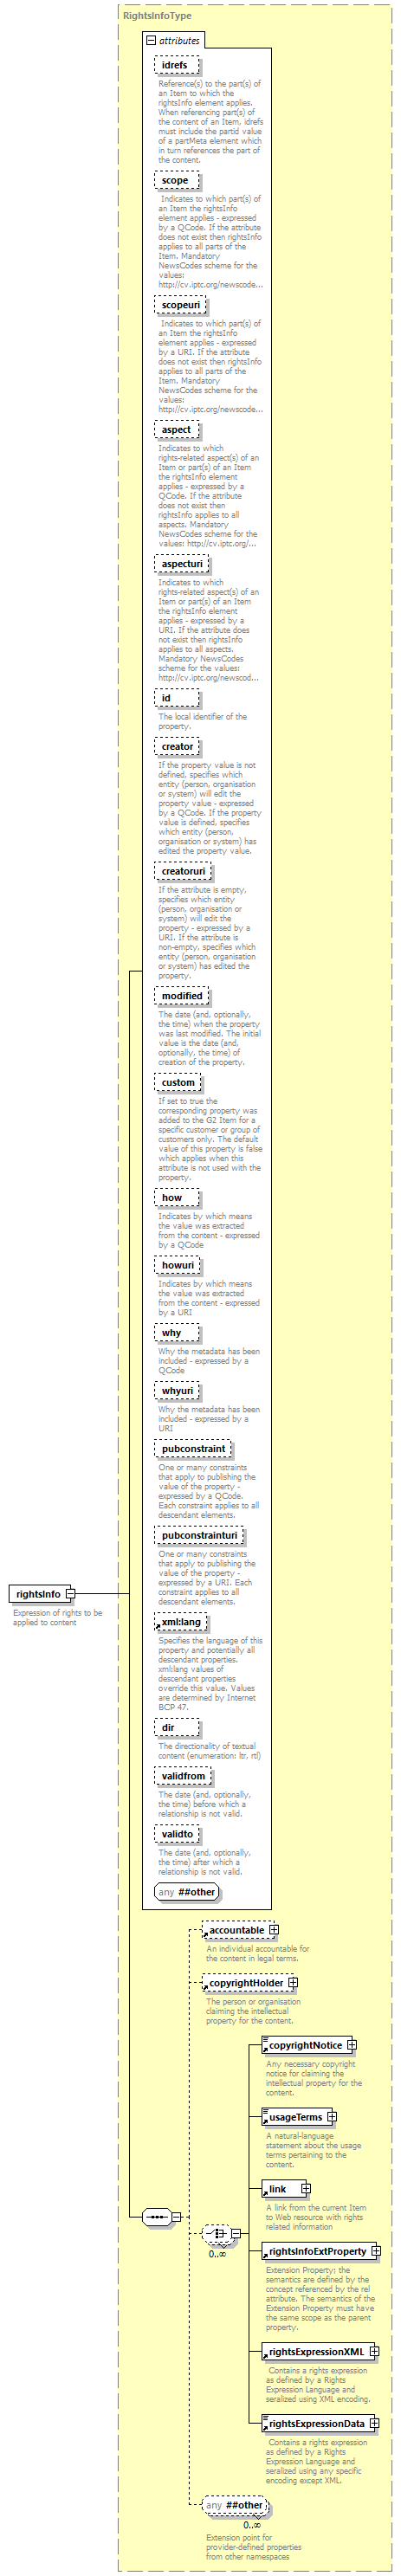 RightsInfoType
attributes
idrefs
Reference(s) to the part(s) of
an Item to which the
rightsInfo element applies.
When referencing part(s) of
the content of an Item, idrefs
must include the partid value
of a partMeta element which
in turn references the part of
the content.
scope
Indicates to which part(s) of
an Item the rightsInfo
element applies - expressed
by a QCode. If the attribute
does not exist then rightsInfo
applies to all parts of the
Item. Mandatory
NewsCodes scheme for the
values:
http://cv.iptc.org/newscode...
scopeuri
Indicates to which part(s) of
an Item the rightsInfo
element applies - expressed
by a URI. If the attribute
does not exist then rightsInfo
applies to all parts of the
Item. Mandatory
NewsCodes scheme for the
values:
http://cv.iptc.org/newscode...
aspect
Indicates to which
rights-related aspect(s) of an
Item or part(s) of an Item
the rightsInfo element
applies - expressed by a
QCode. If the attribute
does not exist then
rightsInfo applies to all
aspects. Mandatory
NewsCodes scheme for the
values: http://cv.iptc.org/...
aspecturi
Indicates to which
rights-related aspect(s) of an
Item or part(s) of an Item
the rightsInfo element
applies - expressed by a
URI. If the attribute does
not exist then rightsInfo
applies to all aspects.
Mandatory NewsCodes
scheme for the values:
http://cv.iptc.org/newscod...
id
The local identifier of the
property.
creator
If the property value is not
defined, specifies which
entity (person, organisation
or system) will edit the
property value - expressed
by a QCode. If the property
value is defined, specifies
which entity (person,
organisation or system) has
edited the property value.
creatoruri
If the attribute is empty,
specifies which entity
(person, organisation or
system) will edit the
property - expressed by a
URI. If the attribute is
non-empty, specifies which
entity (person, organisation
or system) has edited the
property.
modified
The date (and, optionally,
the time) when the property
was last modified. The initial
value is the date (and,
optionally, the time) of
creation of the property.
custom
If set to true the
corresponding property was
added to the G2 Item for a
specific customer or group of
customers only. The default
value of this property is false
which applies when this
attribute is not used with the
property.
how
Indicates by which means
the value was extracted
from the content - expressed
by a QCode
howuri
Indicates by which means
the value was extracted
from the content - expressed
by a URI
why
Why the metadata has been
included - expressed by a
QCode
whyuri
Why the metadata has been
included - expressed by a
URI
pubconstraint
One or many constraints
that apply to publishing the
value of the property -
expressed by a QCode.
Each constraint applies to all
descendant elements.
pubconstrainturi
One or many constraints
that apply to publishing the
value of the property -
expressed by a URI. Each
constraint applies to all
descendant elements.
rightsInfo
Expression of rights to be
applied to content
xml:lang
Specifies the language of this
property and potentially all
descendant properties.
xml:lang values of
descendant properties
override this value. Values
are determined by Internet
BCP 47.
dir
The directionality of textual
content (enumeration: ltr, rtl)
validfrom
The date (and, optionally,
the time) before which a
relationship is not valid.
validto
The date (and, optionally,
the time) after which a
relationship is not valid.
any ##other
accountable
An individual accountable for
the content in legal terms.
copyrightHolder
The person or organisation
claiming the intellectual
property for the content.
copyrightNotice
Any necessary copyright
notice for claiming the
intellectual property for the
content.
usageTerms
A natural-language
statement about the usage
terms pertaining to the
content.
link
A link from the current Item
to Web resource with rights
related information
0..∞
rightsInfoExtProperty
Extension Property: the
semantics are defined by the
concept referenced by the rel
attribute. The semantics of the
Extension Property must have
the same scope as the parent
property.
rightsExpressionXML
Contains a rights expression
as defined by a Rights
Expression Language and
seralized using XML encoding.
rightsExpressionData
Contains a rights expression
as defined by a Rights
Expression Language and
seralized using any specific
encoding except XML.
any ##other
0..∞
Extension point for
provider-defined properties
from other namespaces